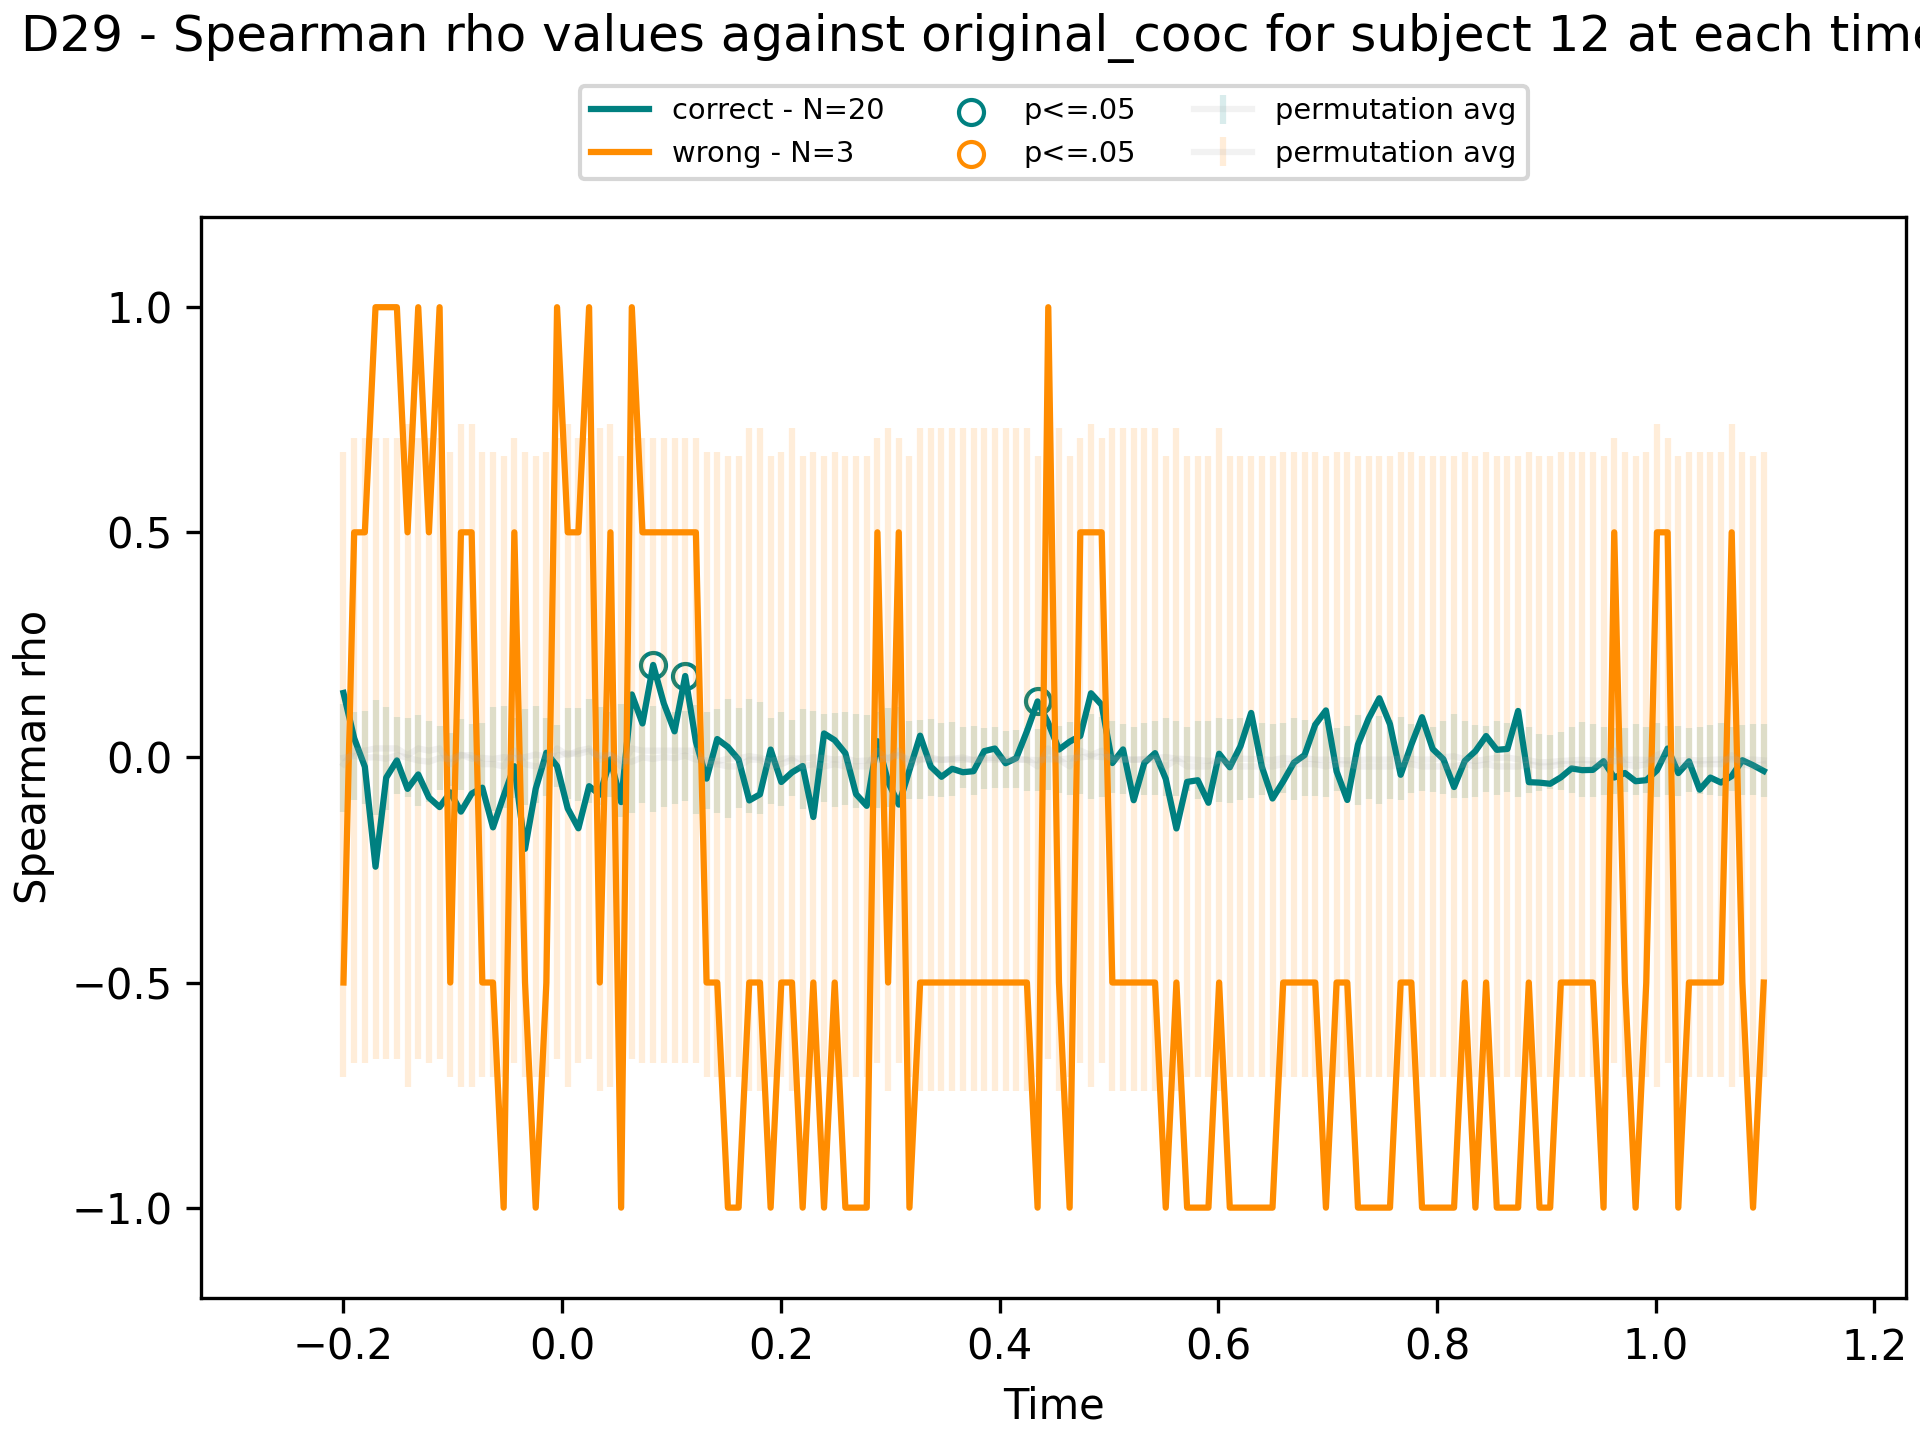 D29 - Spearman rho values against original_cooc for subject 12 at each time
correct - N=20
wrong - N=3
p<=.05
p<=.05
permutation avg
permutation avg
1.0
0.5
0.0
−0.5
−1.0
Spearman rho
−0.2
0.0
0.2
0.4
0.6
0.8
1.0
1.2
Time